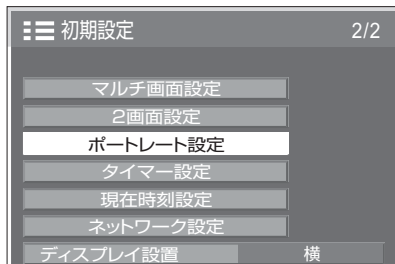 初期設定 2/2
マルチ画面設定
2画面設定
ポートレート設定
タイマー設定
現在時刻設定
ネットワーク設定
ディスプレイ設置 横